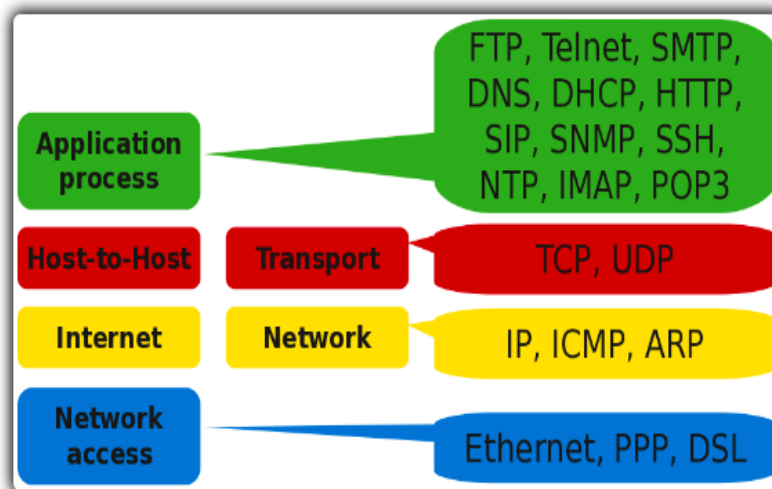 FTP, Telnet, SMTP,
DNS, DHCP, HTTP,
SIP, SNMP, SSH,
NTP, IMAP, POP3
Application
process
Host-to-Host
Transport
TCP, UDP
Internet
Network
IP, ICMP, ARP
Network
access
Ethernet, PPP, DSL